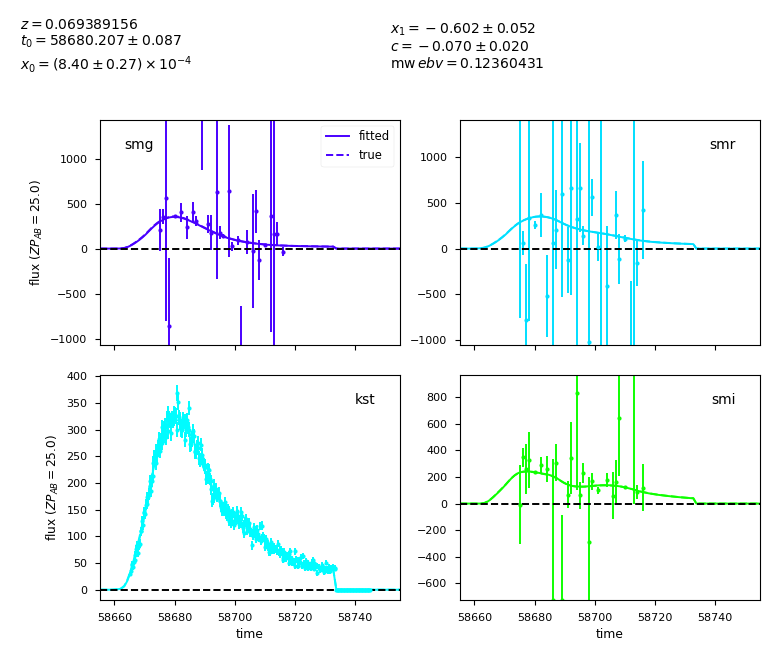 z = 0.069389156
t₀ = 58680.207 ± 0.087
x₀ = (8.40 ± 0.27) × 10⁻⁴
x₁ = −0.602 ± 0.052
c = −0.070 ± 0.020
mw ebv = 0.12360431
smg
fitted
true
1000
500
0
−500
−1000
flux (ZP_AB = 25.0)
smr
1000
500
0
−500
−1000
kst
400
350
300
250
200
150
100
50
0
flux (ZP_AB = 25.0)
58660 58680 58700 58720 58740
time
smi
800
600
400
200
0
−200
−400
−600
58660 58680 58700 58720 58740
time